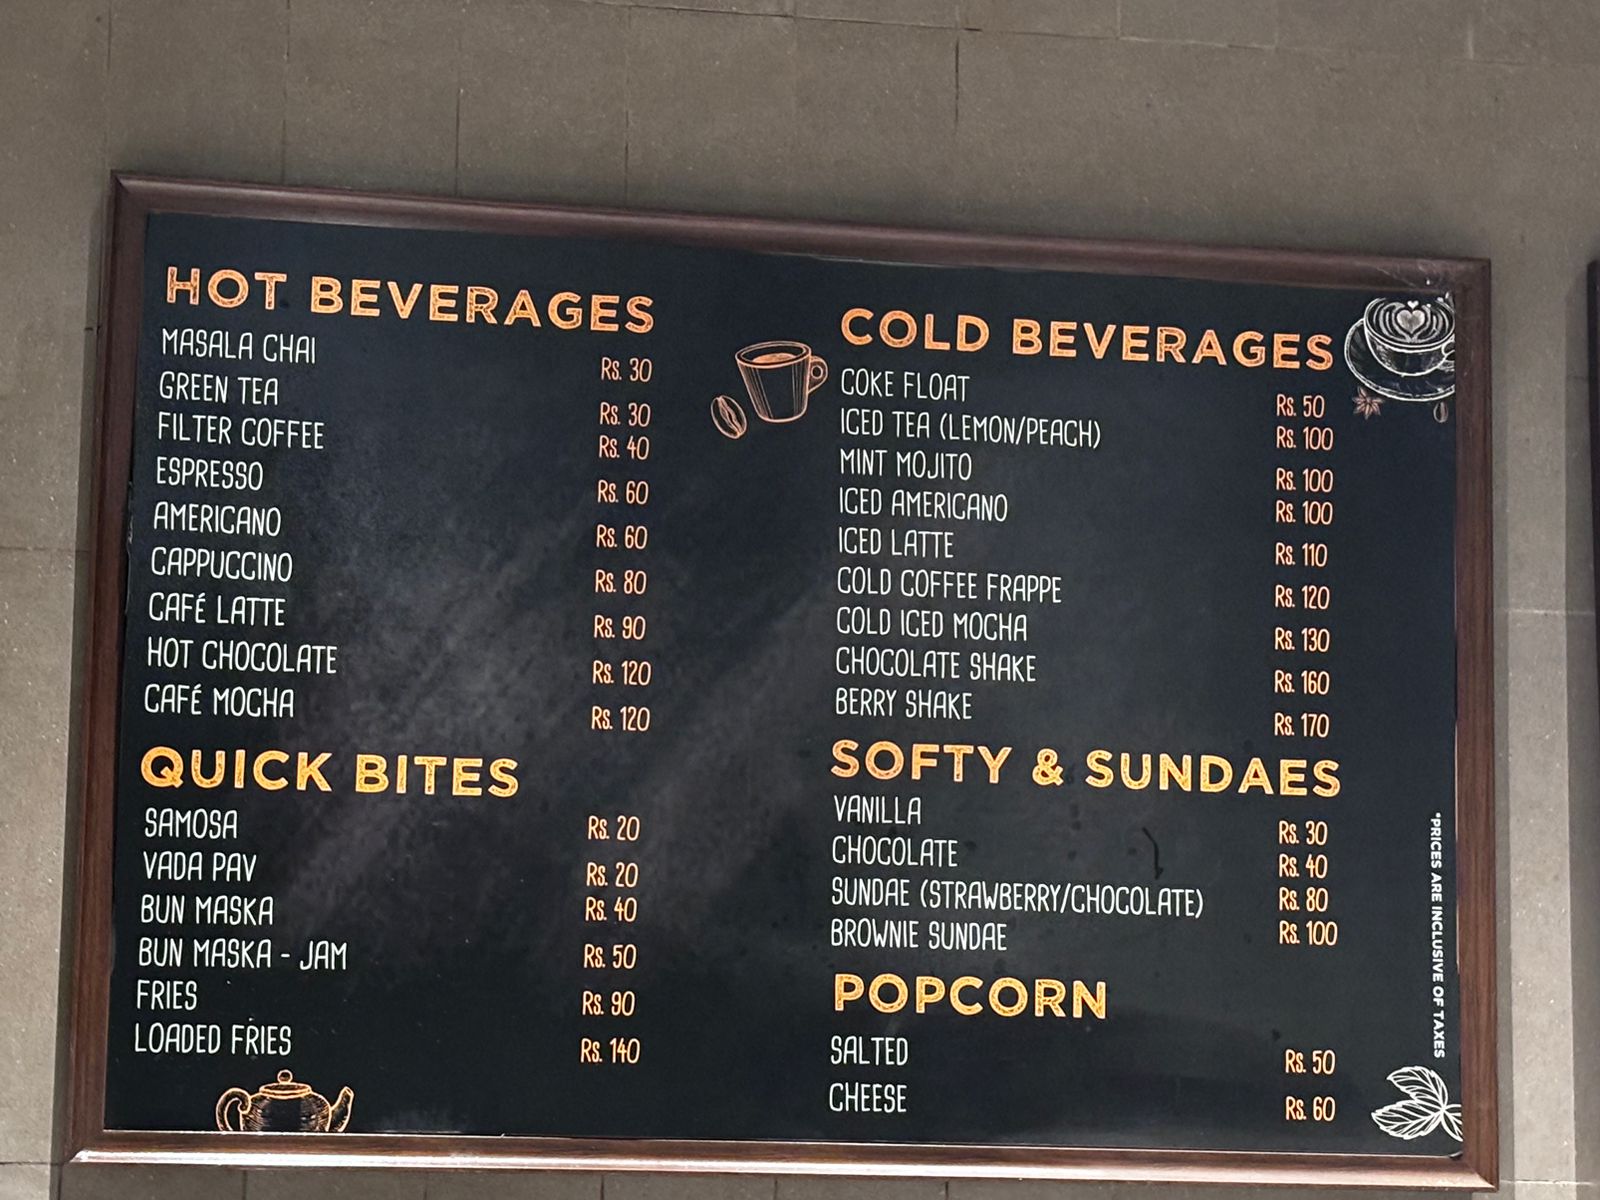 HOT BEVERAGES
MASALA CHAI Rs. 30
GREEN TEA Rs. 30
FILTER COFFEE Rs. 40
ESPRESSO Rs. 60
AMERICANO Rs. 60
CAPPUCCINO Rs. 80
CAFÉ LATTE Rs. 90
HOT CHOCOLATE Rs. 120
CAFÉ MOCHA Rs. 120
QUICK BITES
SAMOSA Rs. 20
VADA PAV Rs. 20
BUN MASKA Rs. 40
BUN MASKA - JAM Rs. 50
FRIES Rs. 90
LOADED FRIES Rs. 140
COLD BEVERAGES
COKE FLOAT Rs. 50
ICED TEA (LEMON/PEACH) Rs. 100
MINT MOJITO Rs. 100
ICED AMERICANO Rs. 100
ICED LATTE Rs. 110
COLD COFFEE FRAPPE Rs. 120
COLD ICED MOCHA Rs. 130
CHOCOLATE SHAKE Rs. 160
BERRY SHAKE Rs. 170
SOFTY & SUNDAES
VANILLA Rs. 30
CHOCOLATE Rs. 40
SUNDAE (STRAWBERRY/CHOCOLATE) Rs. 80
BROWNIE SUNDAE Rs. 100
POPCORN
SALTED Rs. 50
CHEESE Rs. 60
*PRICES ARE INCLUSIVE OF TAXES